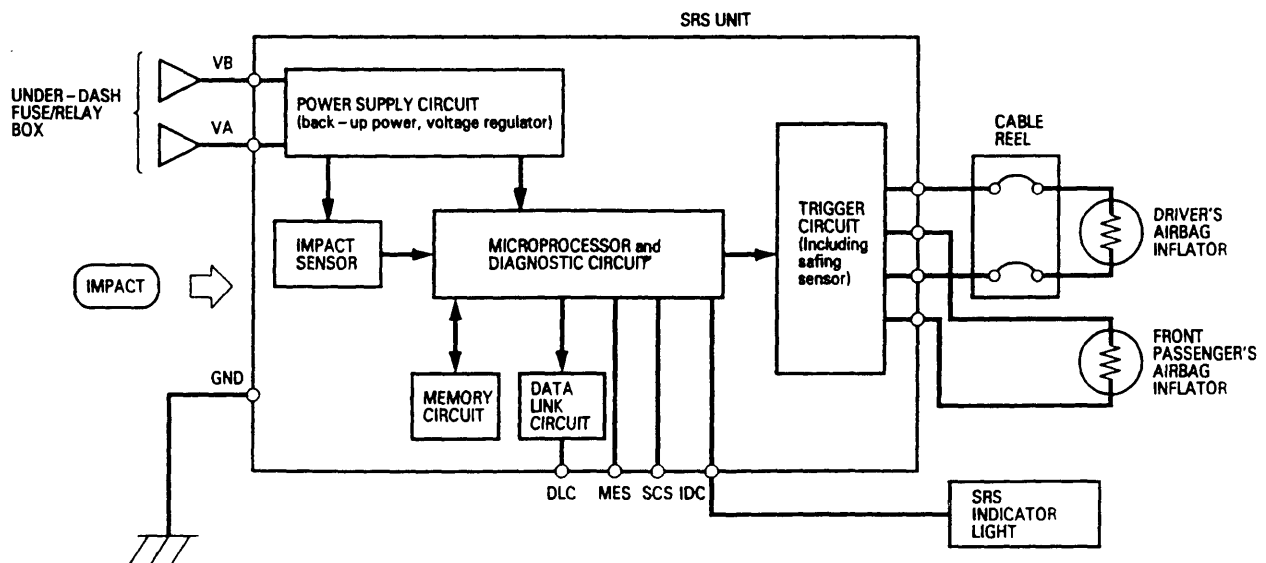 SRS UNIT
VB
UNDER-DASH
FUSE/RELAY
BOX
VA
POWER SUPPLY CIRCUIT
(back-up power, voltage regulator)
CABLE
REEL
IMPACT
SENSOR
MICROPROCESSOR and
DIAGNOSTIC CIRCUIT
TRIGGER
CIRCUIT
(Including
safing
sensor)
DRIVER'S
AIRBAG
INFLATOR
IMPACT
FRONT
PASSENGER'S
AIRBAG
INFLATOR
GND
MEMORY
CIRCUIT
DATA
LINK
CIRCUIT
DLC MES SCS IDC
SRS
INDICATOR
LIGHT